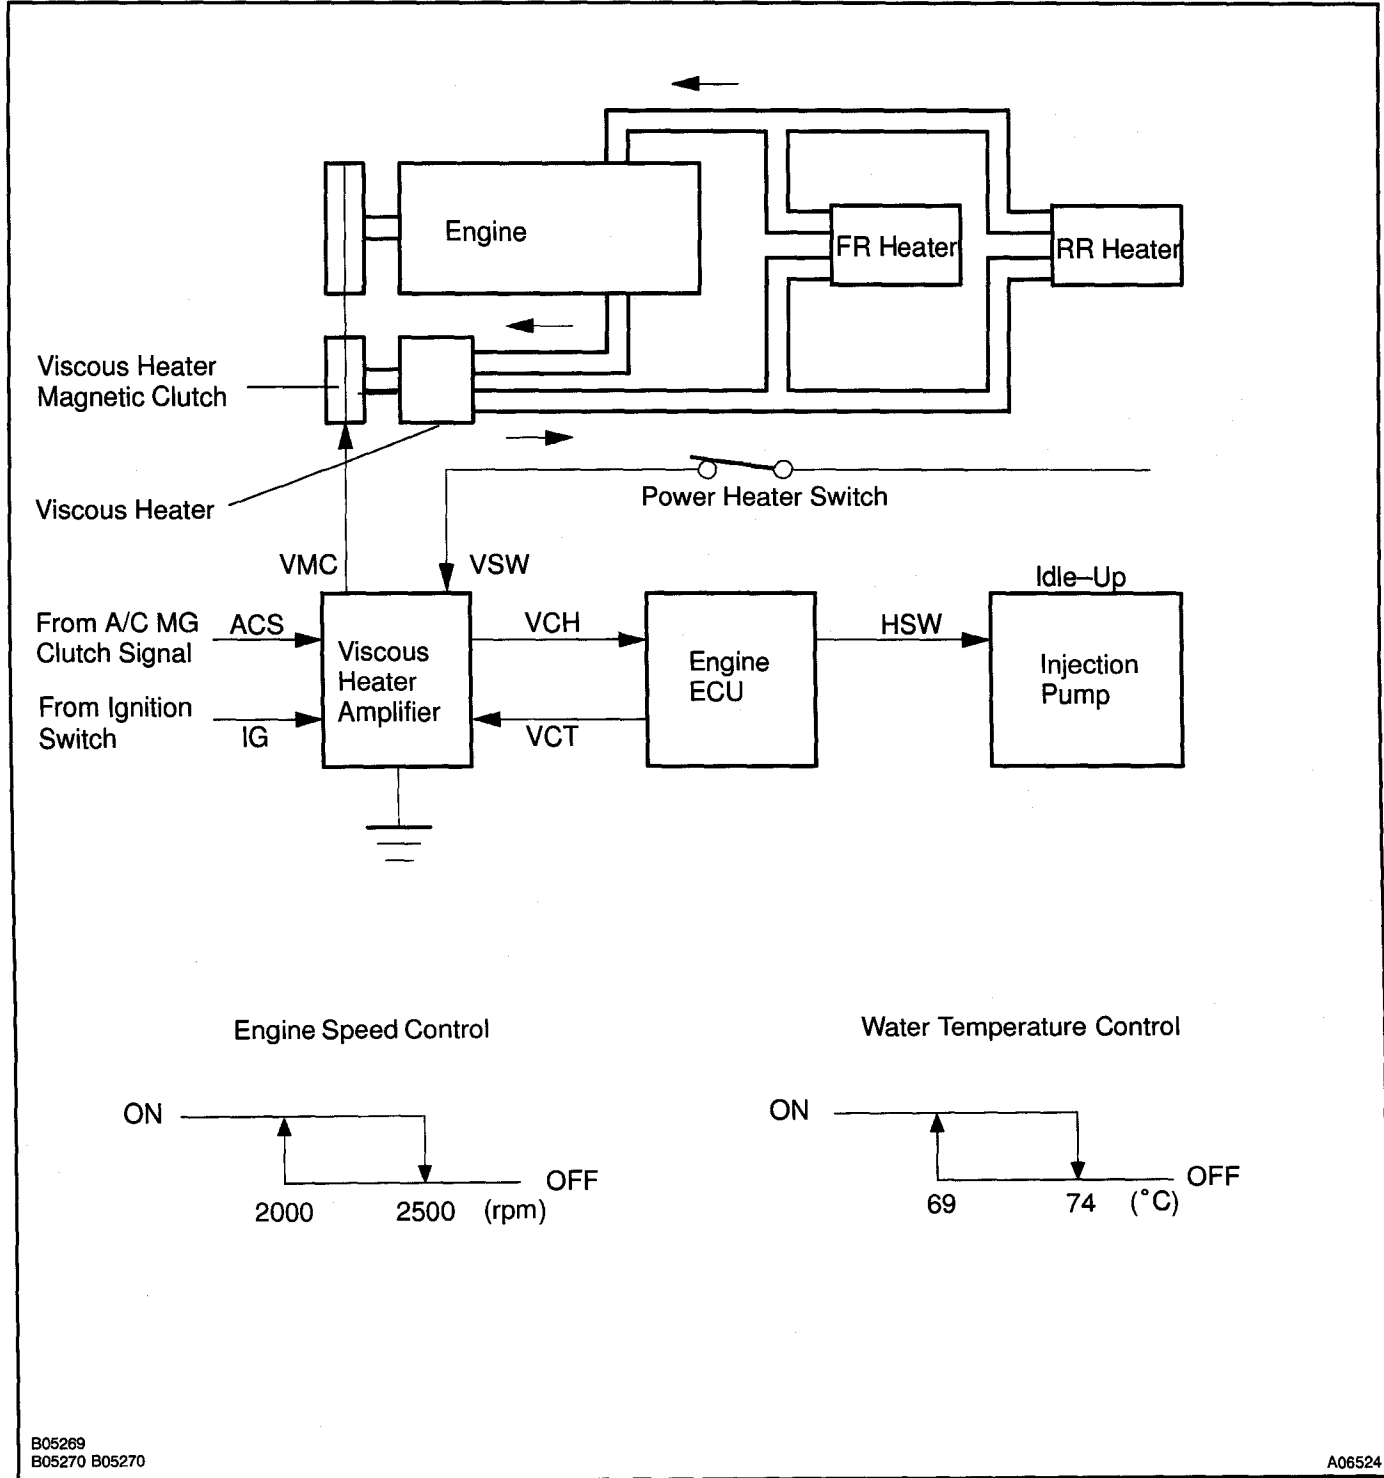 Engine
FR Heater
RR Heater
Viscous Heater
Magnetic Clutch
Viscous Heater
Power Heater Switch
VMC
VSW
Idle–Up
From A/C MG
Clutch Signal
ACS
Viscous
Heater
Amplifier
VCH
Engine
ECU
HSW
Injection
Pump
From Ignition
Switch
IG
VCT
Engine Speed Control
ON
OFF
2000
2500
(rpm)
Water Temperature Control
ON
OFF
69
74
(°C)
B05269
B05270 B05270
A06524